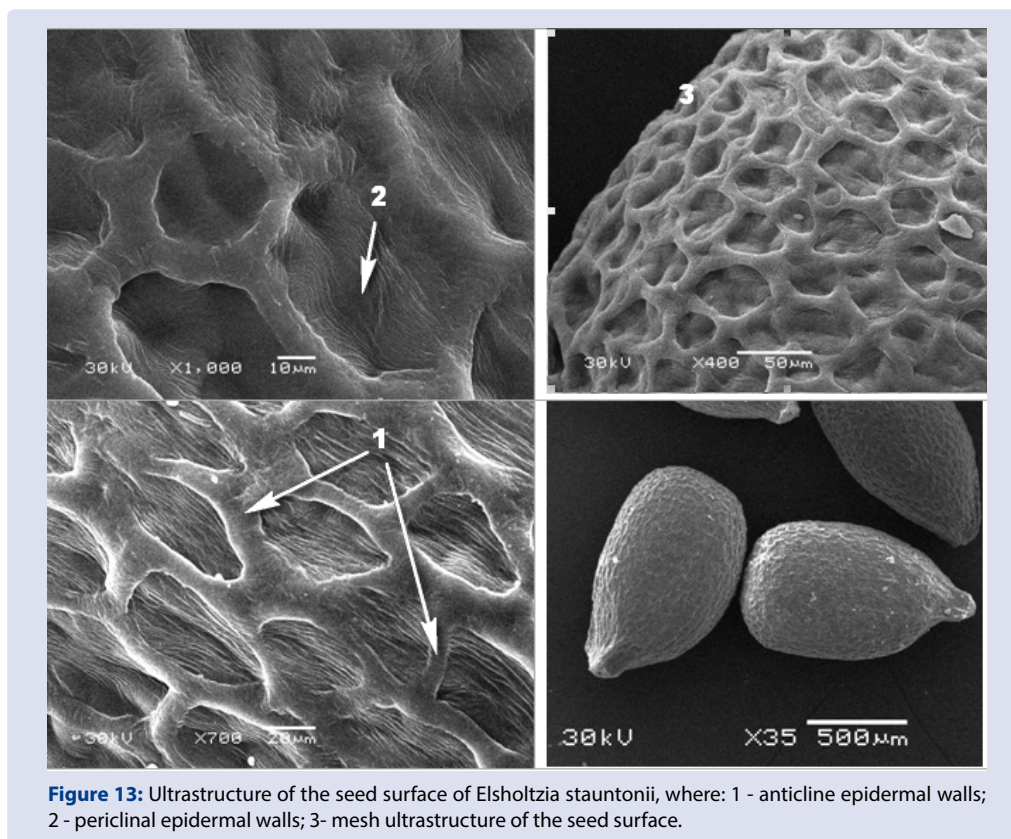 2
30kV X1,000 10μm
3
30kV X400 50μm
1
30kV X700 20μm
30kV X35 500μm
Figure 13: Ultrastructure of the seed surface of Elsholtzia stauntonii, where: 1 - anticline epidermal walls;
2 - periclinal epidermal walls; 3- mesh ultrastructure of the seed surface.